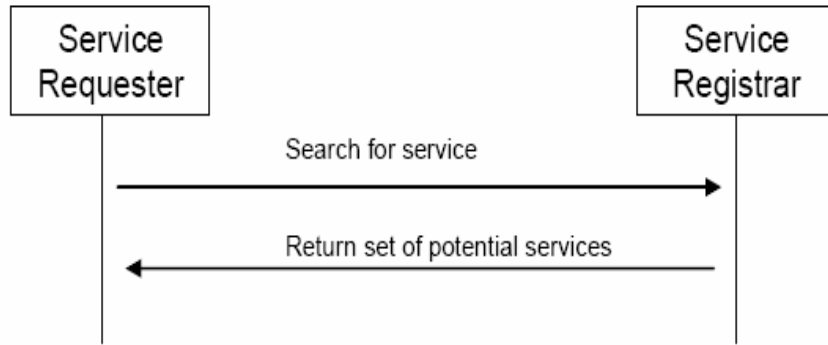 Service
Requester
Service
Registrar
Search for service
Return set of potential services